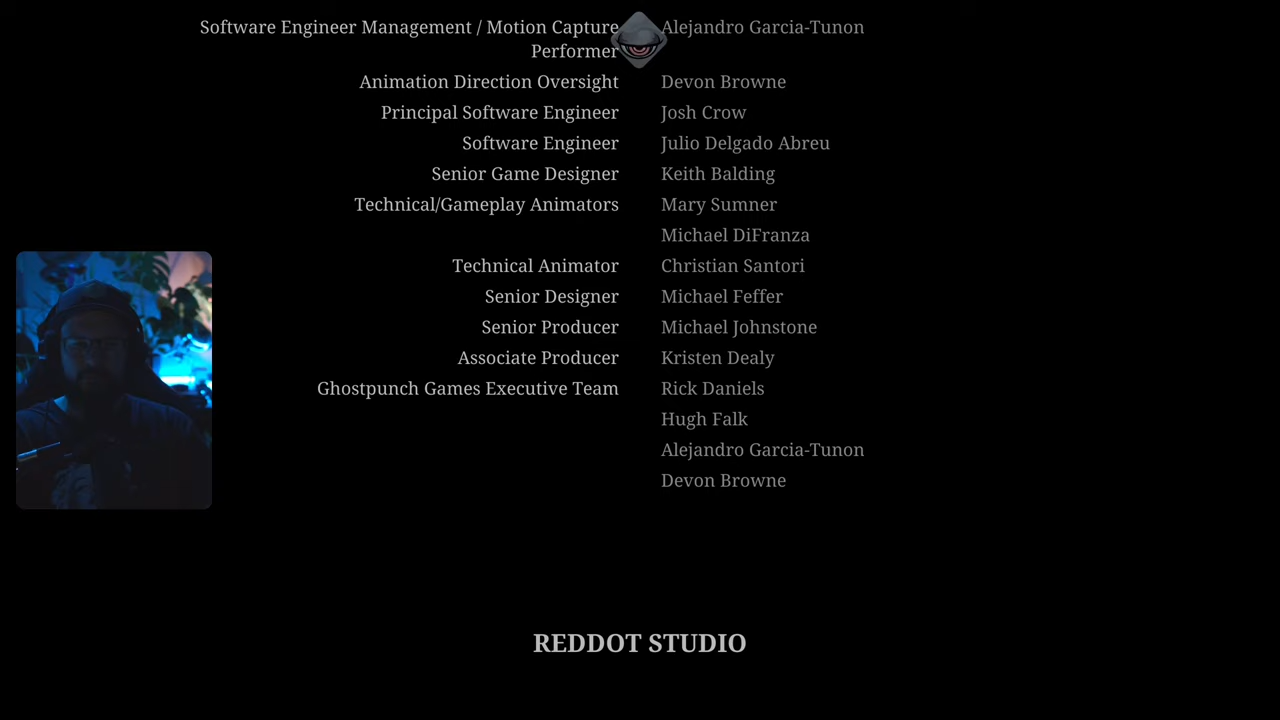 Software Engineer Management / Motion Capture Alejandro Garcia-Tunon
Performer
Animation Direction Oversight Devon Browne
Principal Software Engineer Josh Crow
Software Engineer Julio Delgado Abreu
Senior Game Designer Keith Balding
Technical/Gameplay Animators Mary Sumner
Michael DiFranza
Technical Animator Christian Santori
Senior Designer Michael Feffer
Senior Producer Michael Johnstone
Associate Producer Kristen Dealy
Ghostpunch Games Executive Team Rick Daniels
Hugh Falk
Alejandro Garcia-Tunon
Devon Browne
REDDOT STUDIO